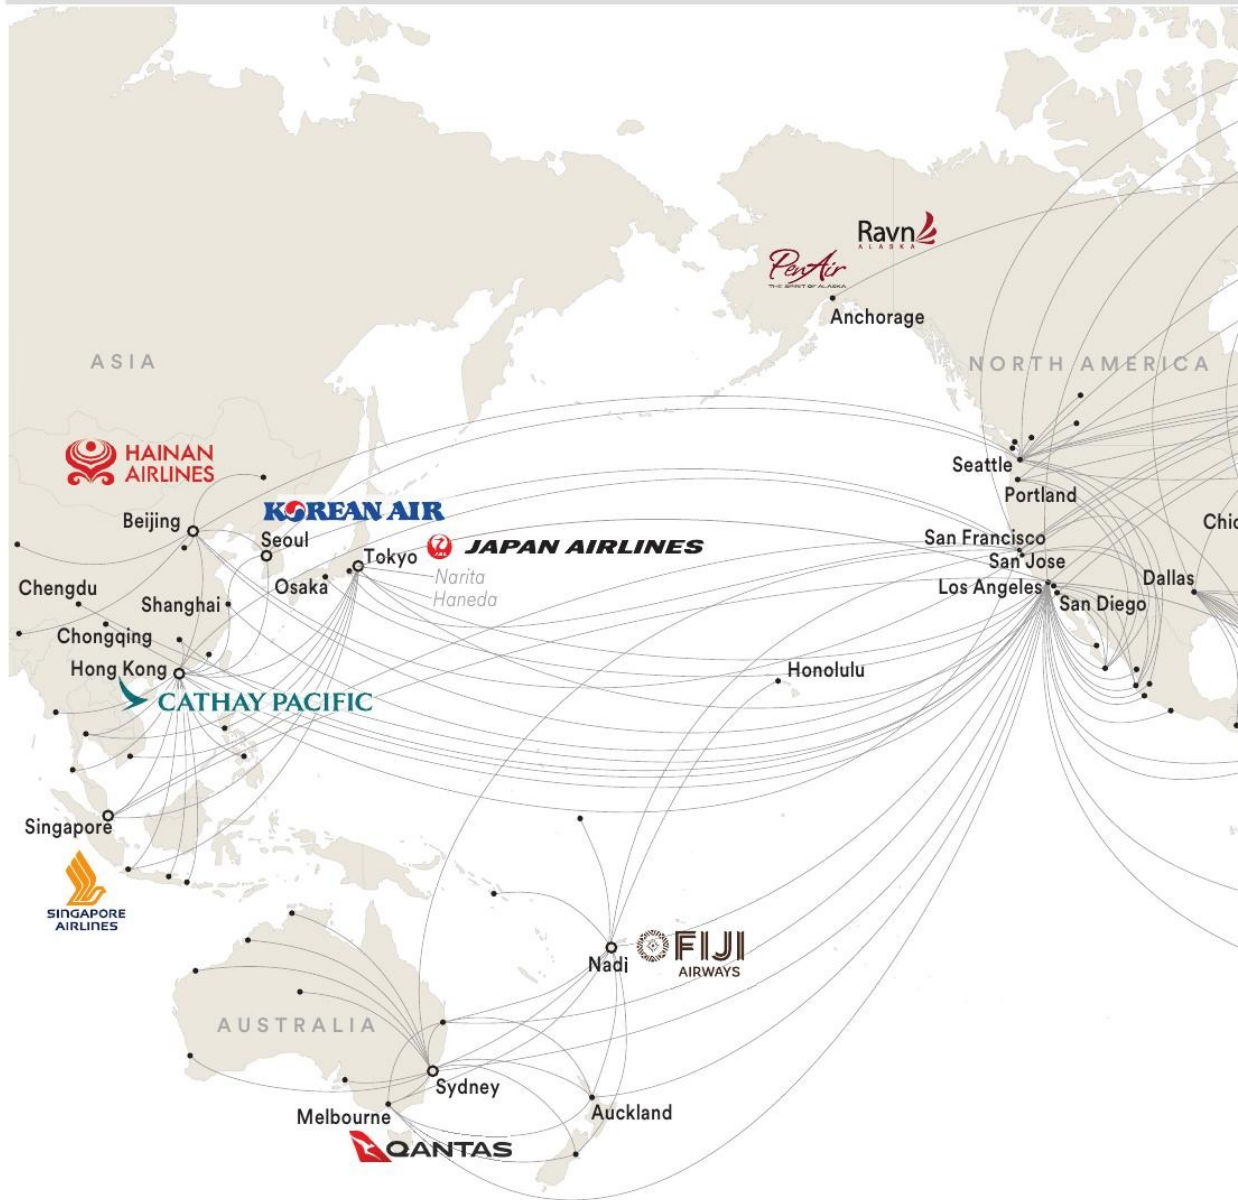 Ravn
ALASKA
PenAir
THE SPIRIT OF ALASKA
Anchorage
ASIA
NORTH AMERICA
HAINAN
AIRLINES
Seattle
Portland
KOREAN AIR
Beijing
Chic
Seoul
San Francisco
JAL
JAPAN AIRLINES
Tokyo
San Jose
Narita
Osaka
Dallas
Chengdu
Los Angeles
Haneda
Shanghai
San Diego
Chongqing
Hong Kong
Honolulu
CATHAY PACIFIC
Singapore
SINGAPORE
AIRLINES
FIJI
AIRWAYS
Nadi
AUSTRALIA
Sydney
Auckland
Melbourne
QANTAS